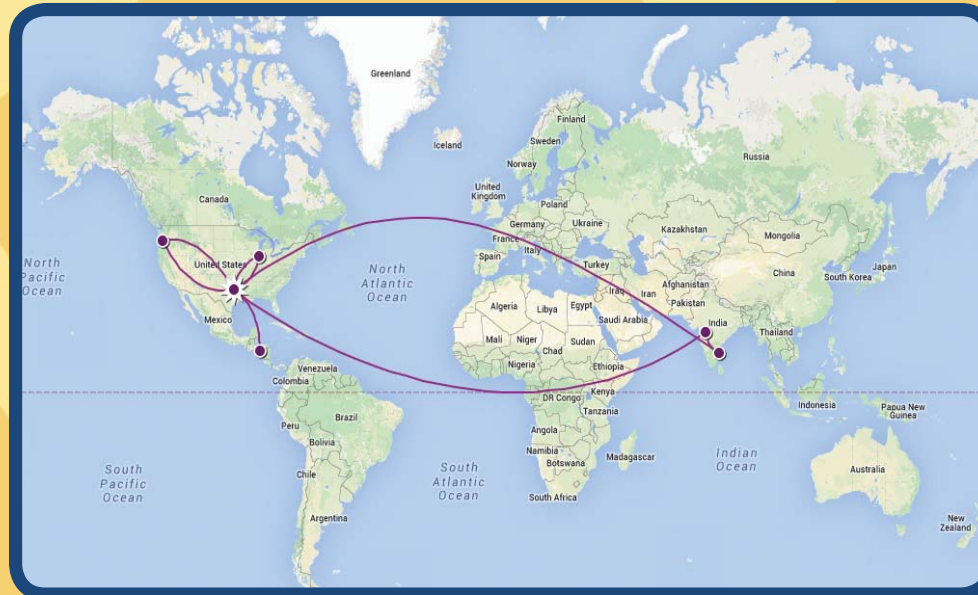 Greenland
Iceland
Finland
Sweden
Norway
Russia
Canada
United
Kingdom
Poland
Germany
Ukraine
France
Kazakhstan
Mongolia
Italy
Spain
Turkey
North
Pacific
Ocean
United States
North
Atlantic
Ocean
China
South Korea
Japan
Afghanistan
Pakistan
Iraq
Iran
Algeria
Libya
Egypt
Saudi Arabia
Mexico
India
Thailand
Mali
Niger
Chad
Sudan
Nigeria
Ethiopia
Venezuela
Colombia
DR Congo
Kenya
Tanzania
Indonesia
Papua New
Guinea
Peru
Brazil
Bolivia
Angola
Namibia
Botswana
Madagascar
Indian
Ocean
Australia
South
Pacific
Ocean
Chile
South
Atlantic
Ocean
South Africa
Argentina
New
Zealand